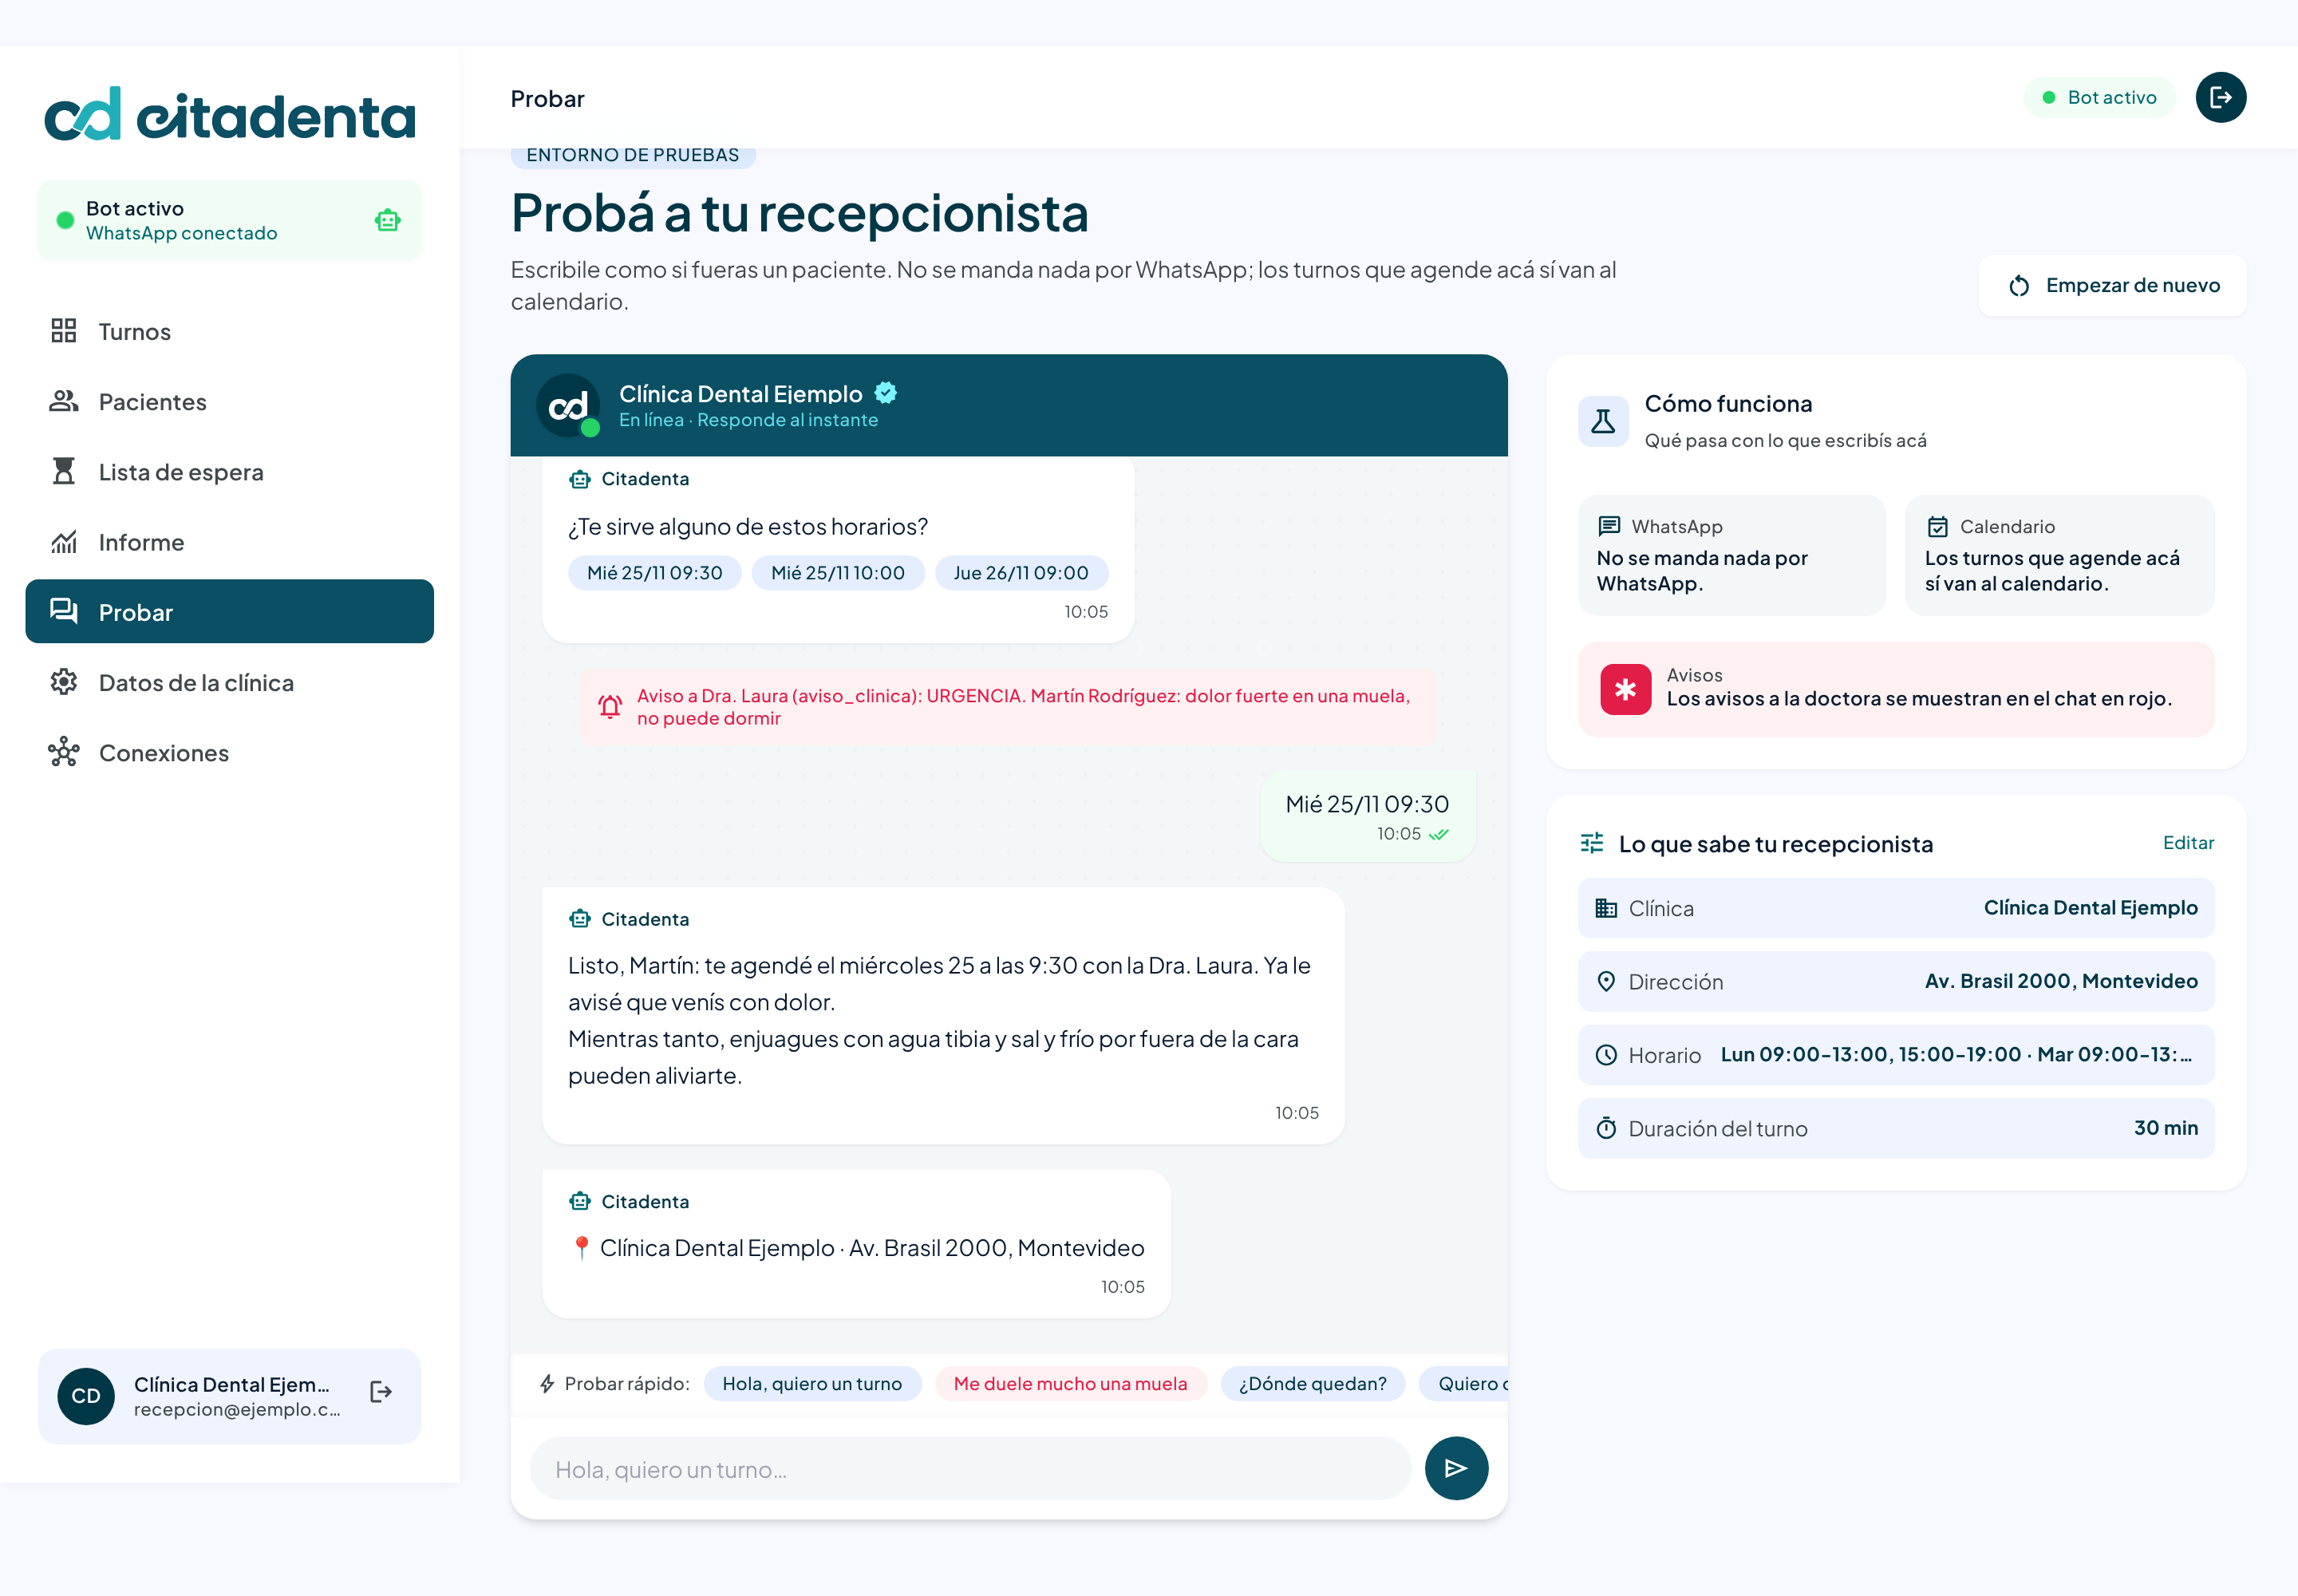 cd citadenta
Bot activo
WhatsApp conectado
Turnos
Pacientes
Lista de espera
Informe
Probar
Datos de la clínica
Conexiones
CD
Clínica Dental Ejem...
recepcion@ejemplo.c...
Probar
Bot activo
ENTORNO DE PRUEBAS
Probá a tu recepcionista
Escribile como si fueras un paciente. No se manda nada por WhatsApp; los turnos que agende acá sí van al
calendario.
Empezar de nuevo
cd
Clínica Dental Ejemplo
En línea · Responde al instante
Citadenta
¿Te sirve alguno de estos horarios?
Mié 25/11 09:30 Mié 25/11 10:00 Jue 26/11 09:00
10:05
Aviso a Dra. Laura (aviso_clinica): URGENCIA. Martín Rodríguez: dolor fuerte en una muela,
no puede dormir
Mié 25/11 09:30
10:05
Citadenta
Listo, Martín: te agendé el miércoles 25 a las 9:30 con la Dra. Laura. Ya le
avisé que venís con dolor.
Mientras tanto, enjuagues con agua tibia y sal y frío por fuera de la cara
pueden aliviarte.
10:05
Citadenta
📍 Clínica Dental Ejemplo · Av. Brasil 2000, Montevideo
10:05
Probar rápido: Hola, quiero un turno Me duele mucho una muela ¿Dónde quedan? Quiero
Hola, quiero un turno...
Cómo funciona
Qué pasa con lo que escribís acá
WhatsApp
No se manda nada por
WhatsApp.
Calendario
Los turnos que agende acá
sí van al calendario.
Avisos
Los avisos a la doctora se muestran en el chat en rojo.
Lo que sabe tu recepcionista
Editar
Clínica Clínica Dental Ejemplo
Dirección Av. Brasil 2000, Montevideo
Horario Lun 09:00-13:00, 15:00-19:00 · Mar 09:00-13:...
Duración del turno 30 min